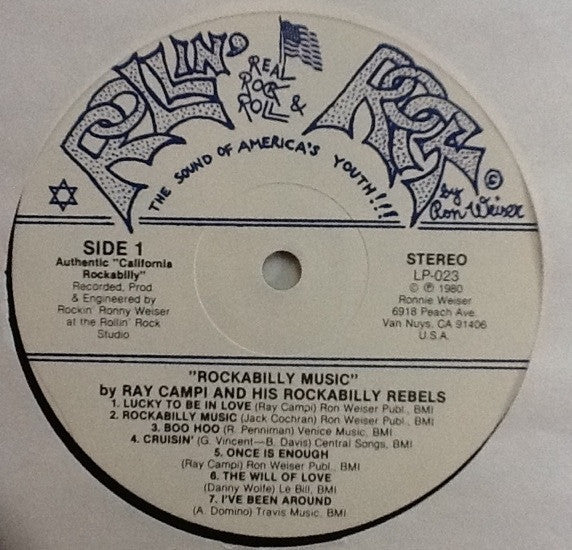 ROLLIN'
REAL
ROCK
ROLL &
ROCK
THE SOUND OF AMERICA'S YOUTH!!!
©
by
Ron Weiser
SIDE 1
Authentic "California
Rockabilly"
Recorded, Prod
& Engineered by
Rockin' Ronny Weiser
at the Rollin' Rock
Studio
STEREO
LP-023
© ℗ 1980
Ronnie Weiser
6918 Peach Ave.
Van Nuys, CA 91406
U.S.A.
"ROCKABILLY MUSIC"
by RAY CAMPI AND HIS ROCKABILLY REBELS
1. LUCKY TO BE IN LOVE (Ray Campi) Ron Weiser Publ., BMI
2. ROCKABILLY MUSIC (Jack Cochran) Ron Weiser Publ., BMI
3. BOO HOO (R. Penniman) Venice Music, BMI
4. CRUISIN' (G. Vincent—B. Davis) Central Songs, BMI
5. ONCE IS ENOUGH
(Ray Campi) Ron Weiser Publ., BMI
6. THE WILL OF LOVE
(Danny Wolfe) Le Bill, BMI
7. I'VE BEEN AROUND
(A. Domino) Travis Music, BMI